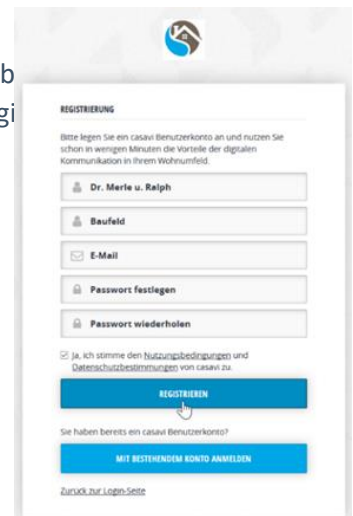 b
gi
REGISTRIERUNG
Bitte legen Sie ein casavi Benutzerkonto an und nutzen Sie
schon in wenigen Minuten die Vorteile der digitalen
Kommunikation in Ihrem Wohnumfeld.
Dr. Merle u. Ralph
Baufeld
E-Mail
Passwort festlegen
Passwort wiederholen
Ja, ich stimme den Nutzungsbedingungen und
Datenschutzbestimmungen von casavi zu.
REGISTRIEREN
Sie haben bereits ein casavi Benutzerkonto?
MIT BESTEHENDEM KONTO ANMELDEN
Zurück zur Login-Seite